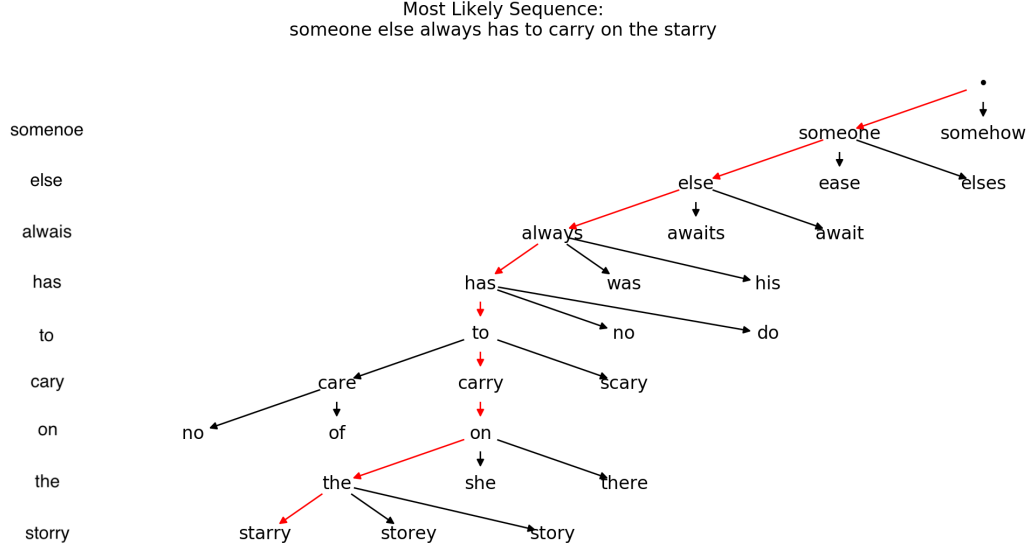 Most Likely Sequence:
someone else always has to carry on the starry
somenoe someone somehow
else else ease elses
alwais always awaits await
has has was his
to to no do
cary care carry scary
on no of on
the the she there
storry starry storey story